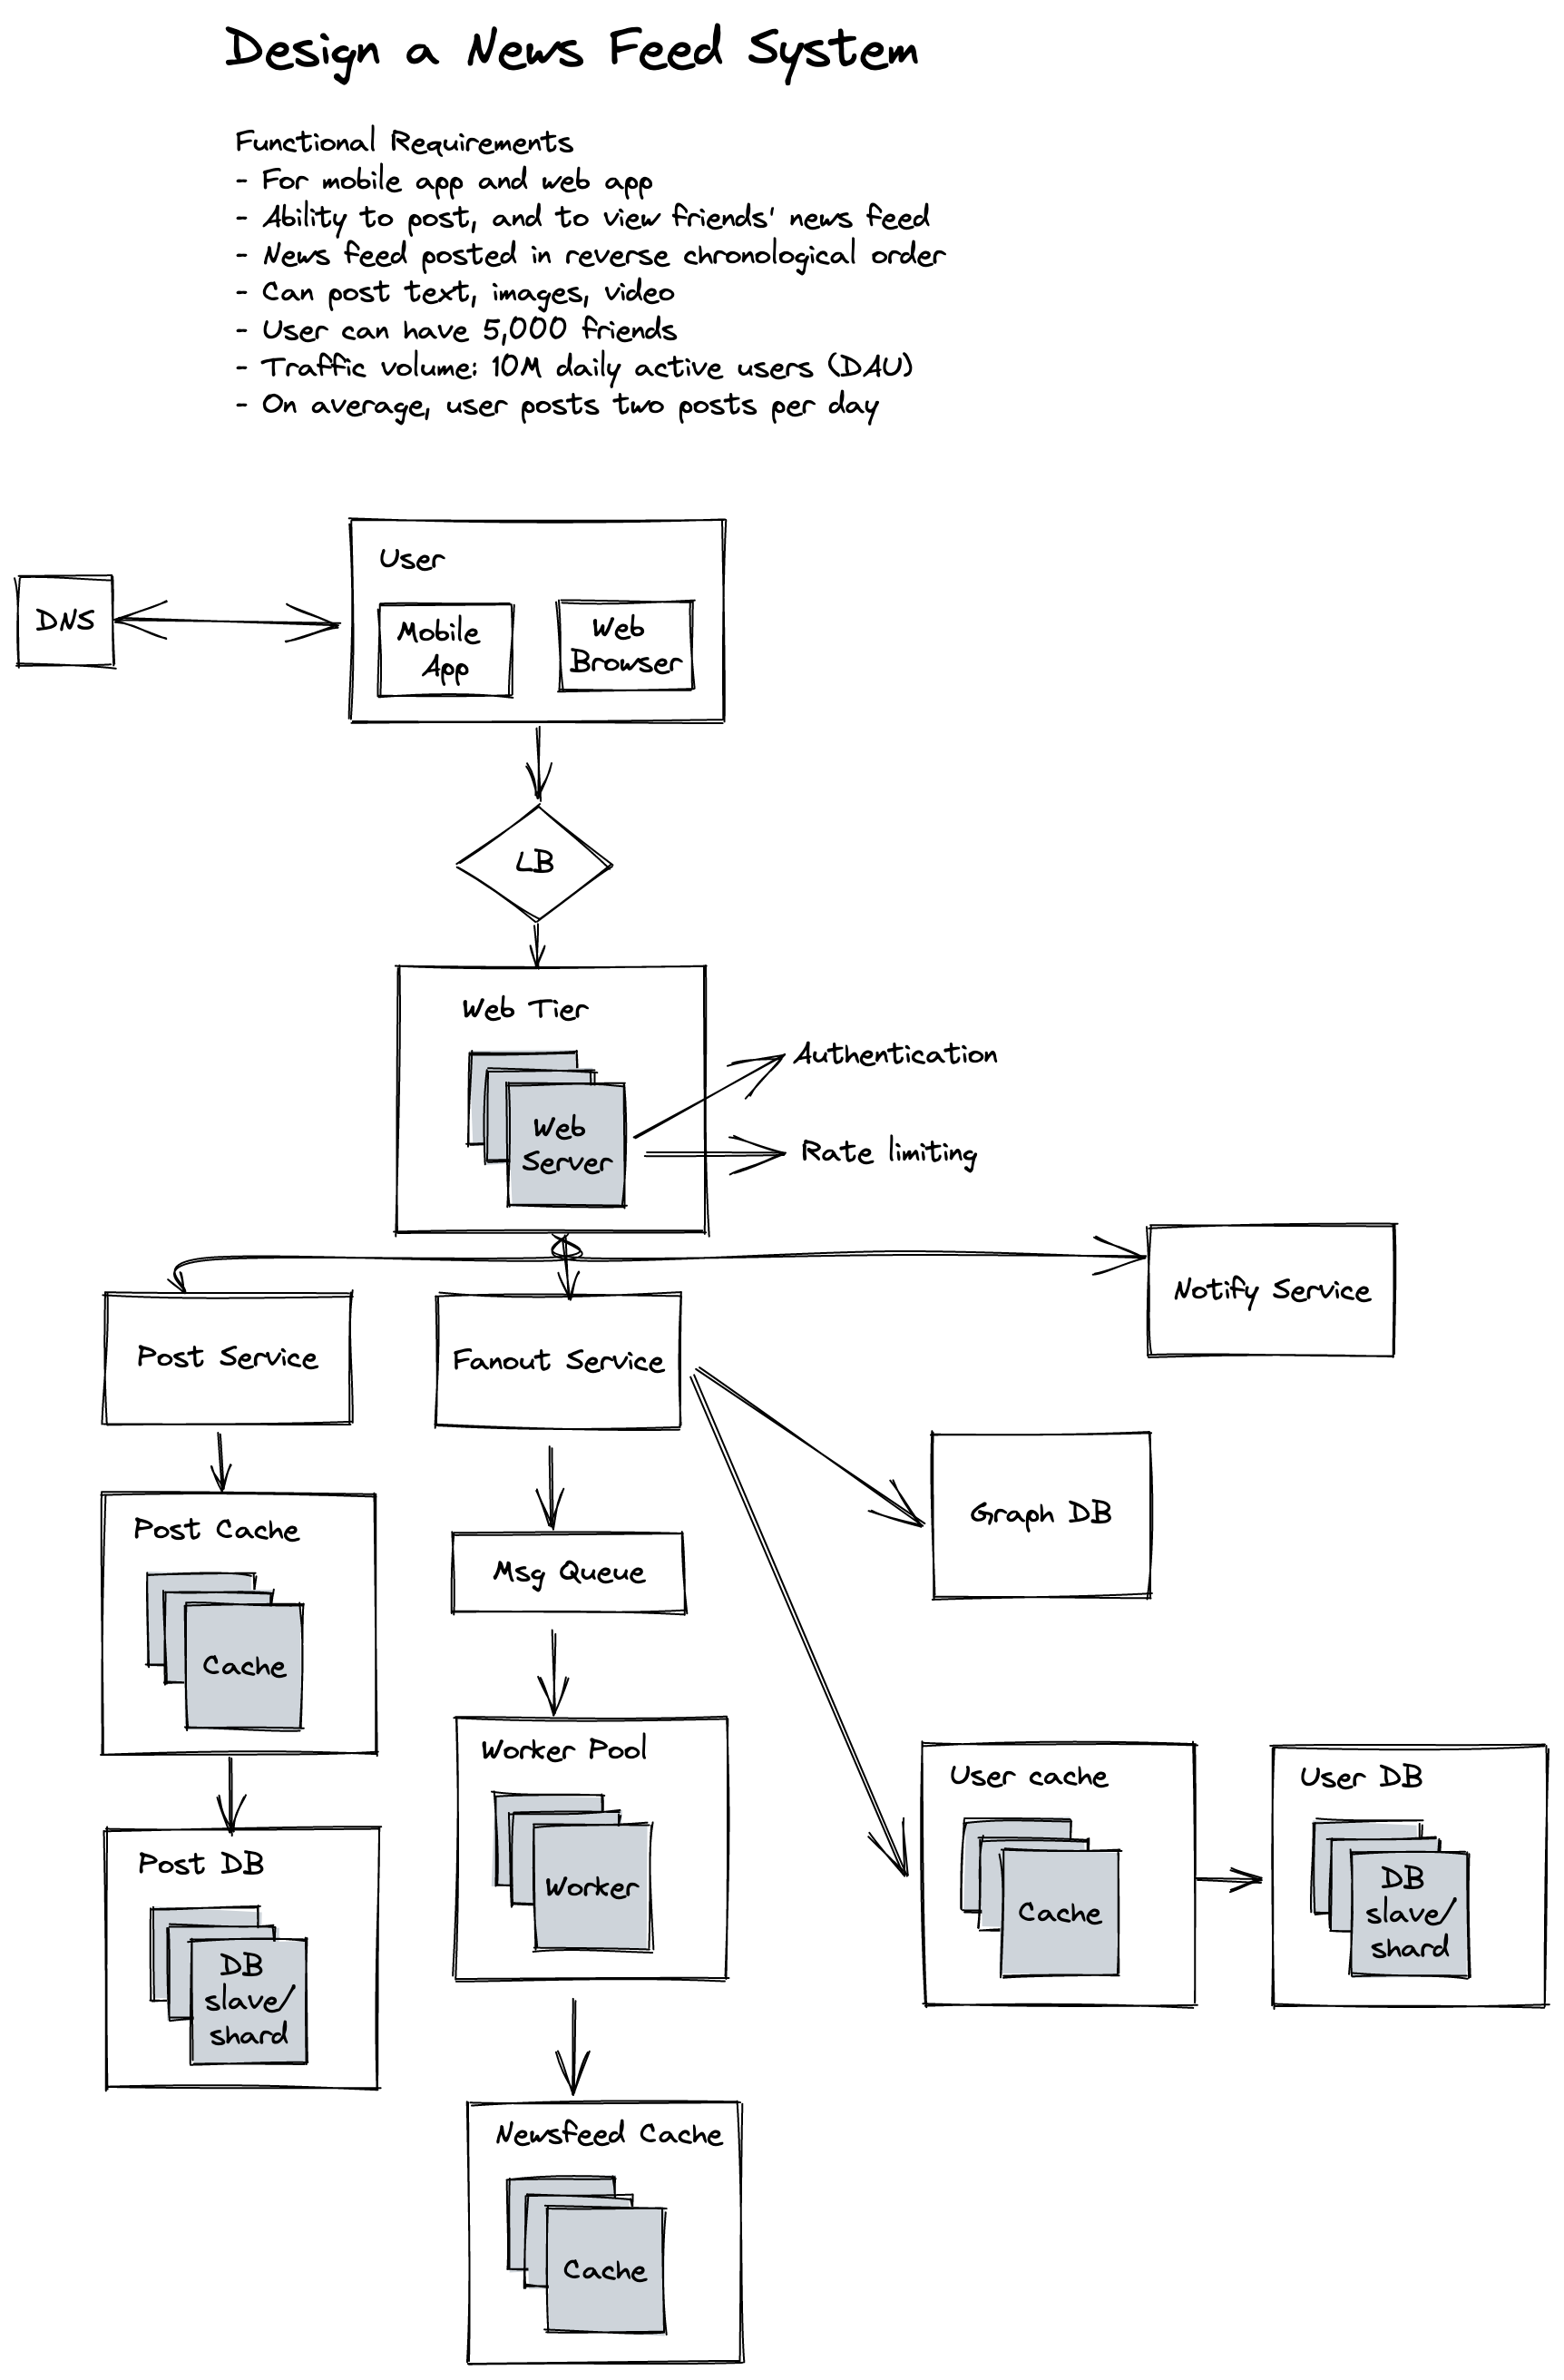 Design a News Feed System
Functional Requirements
- For mobile app and web app
- Ability to post, and to view friends' news feed
- News feed posted in reverse chronological order
- Can post text, images, video
- User can have 5,000 friends
- Traffic volume: 10M daily active users (DAU)
- On average, user posts two posts per day
User
DNS
Mobile
App
Web
Browser
LB
Web Tier
Web
Server
Authentication
Rate limiting
Notify Service
Post Service
Fanout Service
Graph DB
Post Cache
Cache
Msg Queue
Worker Pool
Worker
User cache
Cache
User DB
DB
slave/
shard
Post DB
DB
slave/
shard
Newsfeed Cache
Cache